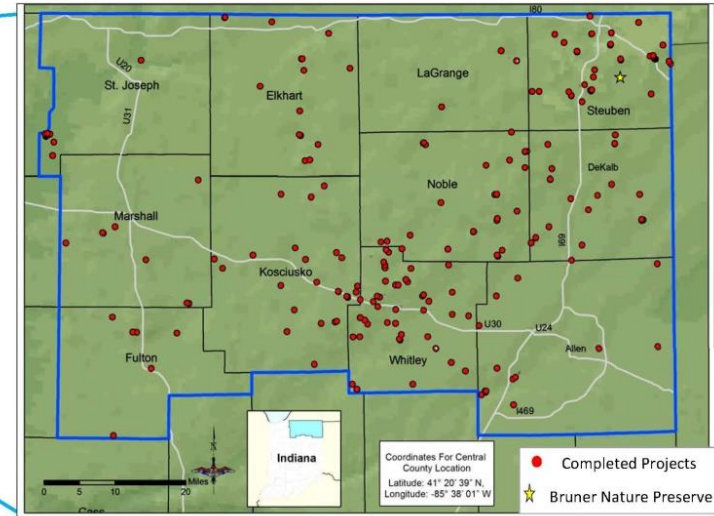 I80
U20
St. Joseph
U31
Elkhart
LaGrange
Steuben
Noble
DeKalb
Marshall
I69
Kosciusko
U30
U24
Fulton
Whitley
Allen
I469
Indiana
Coordinates For Central
County Location
Latitude: 41° 20' 39" N,
Longitude: -85° 38' 01" W
Completed Projects
Bruner Nature Preserve
Miles
0 5 10 20
Cass